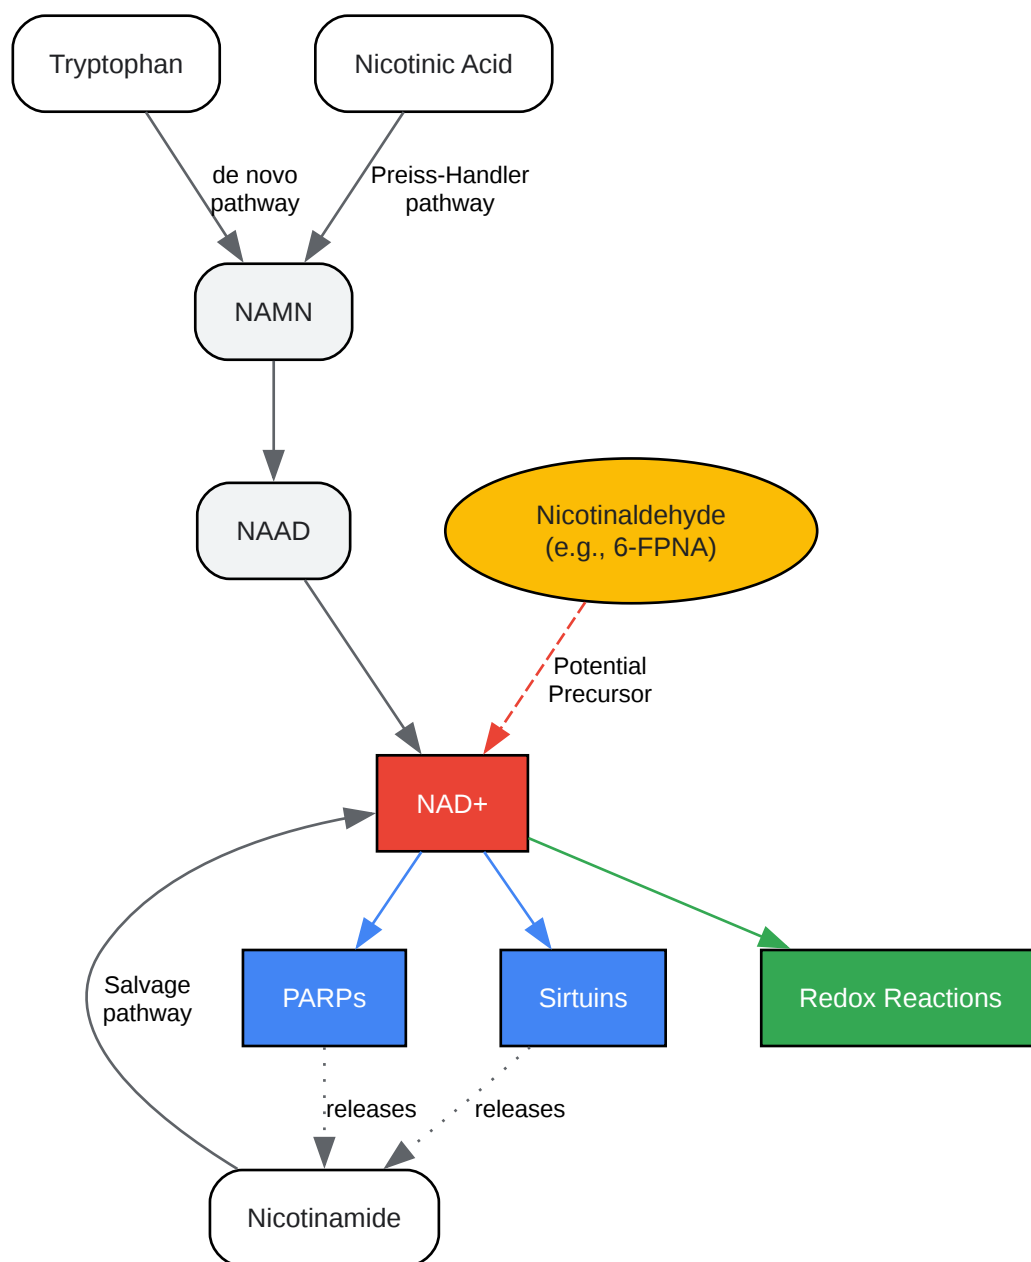 Tryptophan
Nicotinic Acid
de novo
pathway
Preiss-Handler
pathway
NAMN
NAAD
Nicotinaldehyde
(e.g., 6-FPNA)
Potential
Precursor
NAD+
Salvage
pathway
PARPs
Sirtuins
Redox Reactions
releases
releases
Nicotinamide